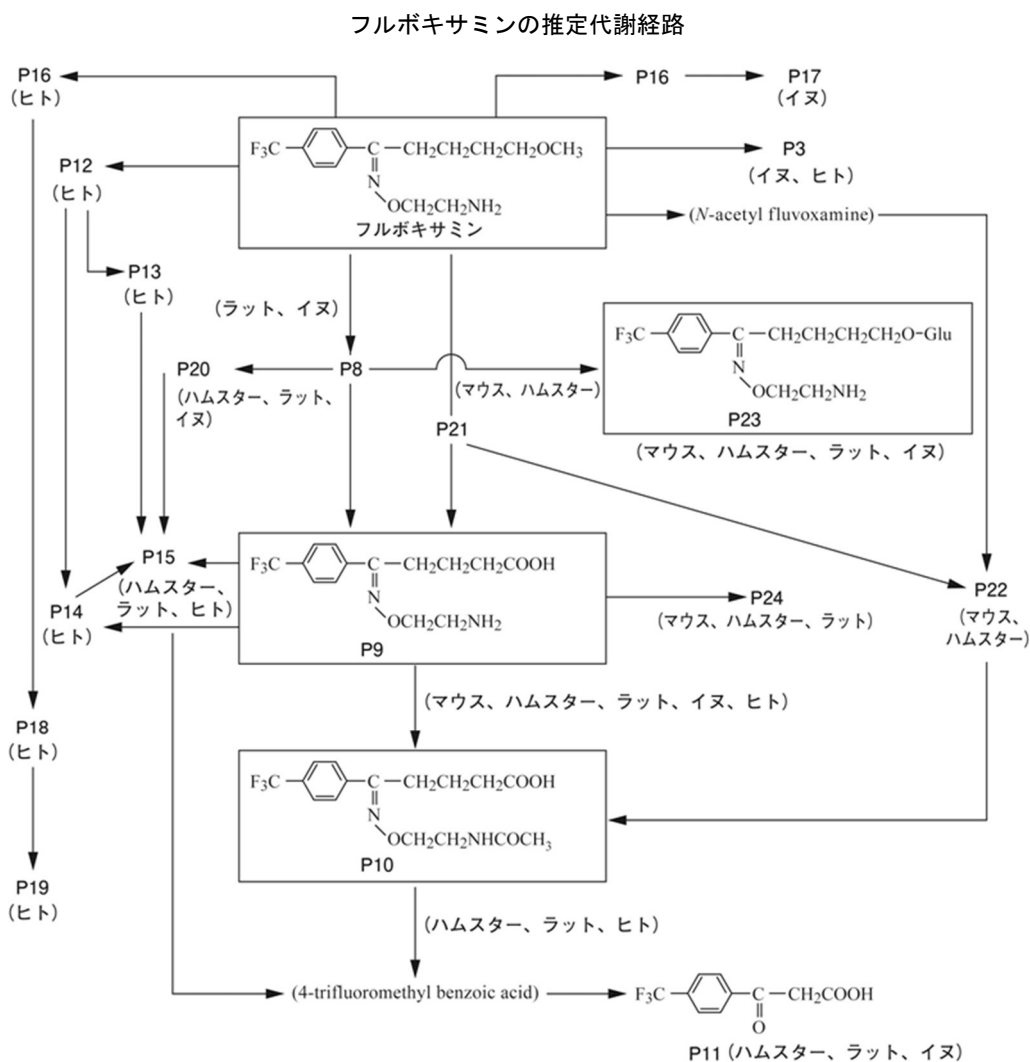 フルボキサミンの推定代謝経路
P16
(ヒト)
P16
P17
(イヌ)
F₃C
C
CH2CH2CH2CH2OCH3
N
OCH2CH2NH2
フルボキサミン
P12
(ヒト)
P3
(イヌ、ヒト)
(N-acetyl fluvoxamine)
P13
(ヒト)
(ラット、イヌ)
F₃C
C
CH2CH2CH2CH2O-Glu
N
OCH2CH2NH2
P23
(マウス、ハムスター、ラット、イヌ)
P20
(ハムスター、ラット、
イヌ)
P8
(マウス、ハムスター)
P21
P15
(ハムスター、
ラット、ヒト)
F₃C
C
CH2CH2CH2COOH
N
OCH2CH2NH2
P9
P14
(ヒト)
P24
(マウス、ハムスター、ラット)
P22
(マウス、
ハムスター)
(マウス、ハムスター、ラット、イヌ、ヒト)
P18
(ヒト)
F₃C
C
CH2CH2CH2COOH
N
OCH2CH2NHCOCH₃
P10
P19
(ヒト)
(ハムスター、ラット、ヒト)
(4-trifluoromethyl benzoic acid)
F₃C
C
CH2COOH
O
P11 (ハムスター、ラット、イヌ)